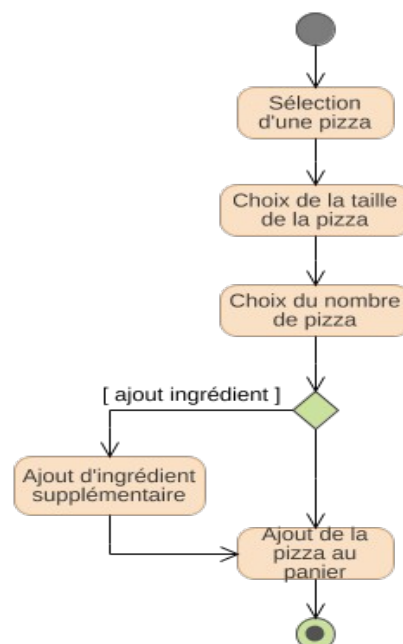 Sélection
d'une pizza
Choix de la taille
de la pizza
Choix du nombre
de pizza
[ ajout ingrédient ]
Ajout d'ingrédient
supplémentaire
Ajout de la
pizza au
panier